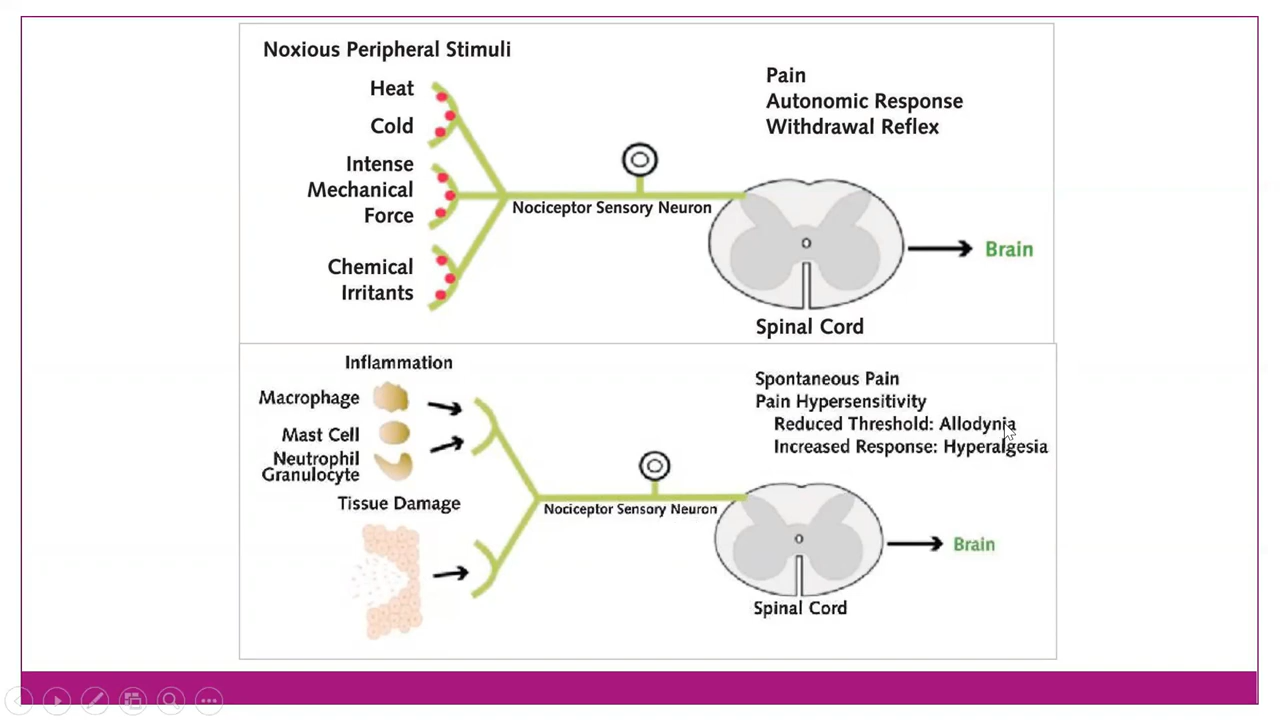 Noxious Peripheral Stimuli
Heat
Cold
Intense
Mechanical
Force
Chemical
Irritants
Nociceptor Sensory Neuron
Pain
Autonomic Response
Withdrawal Reflex
Brain
Spinal Cord
Inflammation
Macrophage
Mast Cell
Neutrophil
Granulocyte
Tissue Damage
Nociceptor Sensory Neuron
Spontaneous Pain
Pain Hypersensitivity
Reduced Threshold: Allodynia
Increased Response: Hyperalgesia
Brain
Spinal Cord